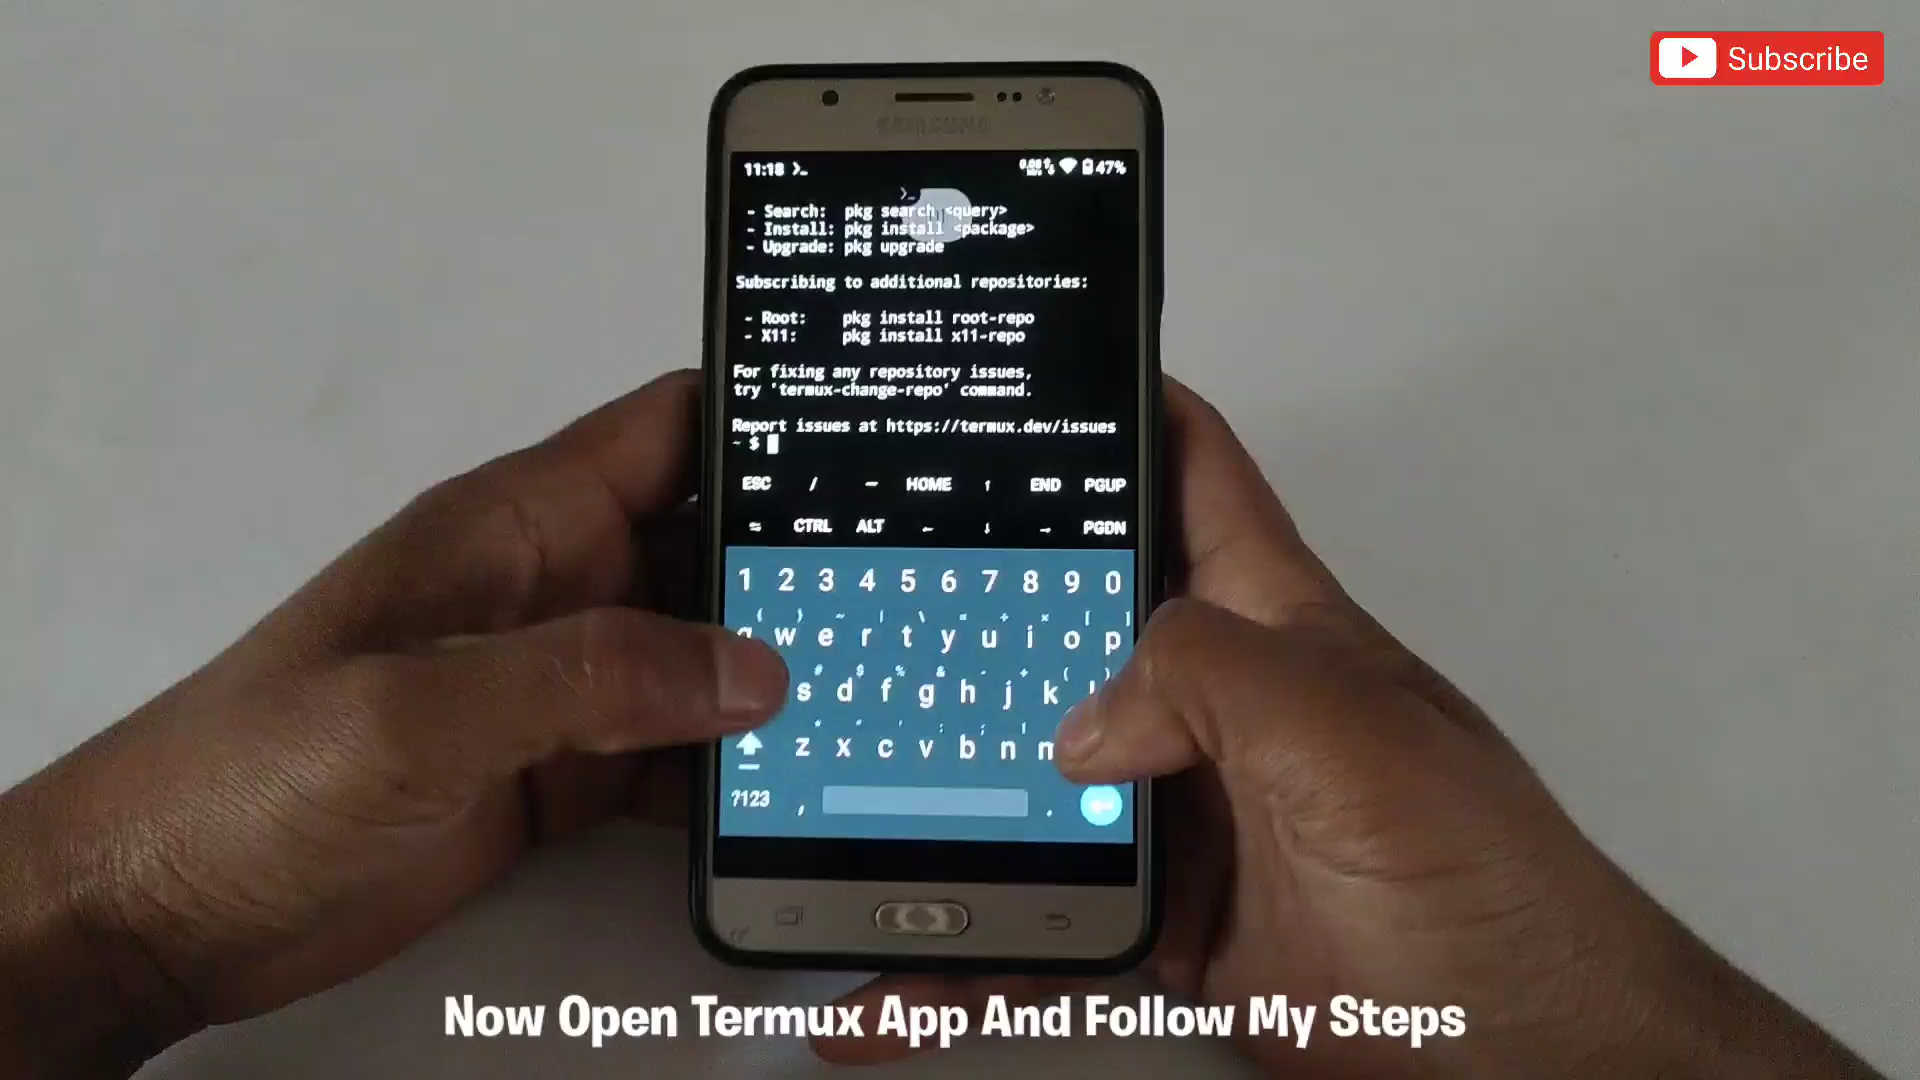 Subscribe
SAMSUNG
11:18 >_
47%
- Search: pkg search <query>
- Install: pkg install <package>
- Upgrade: pkg upgrade
Subscribing to additional repositories:
- Root: pkg install root-repo
- X11: pkg install x11-repo
For fixing any repository issues,
try 'termux-change-repo' command.
Report issues at https://termux.dev/issues
~ $
ESC / — HOME ↑ END PGUP
⇆ CTRL ALT ← ↓ → PGDN
1 2 3 4 5 6 7 8 9 0
q w e r t y u i o p
s d f g h j k l
z x c v b n m
?123 , .
Now Open Termux App And Follow My Steps